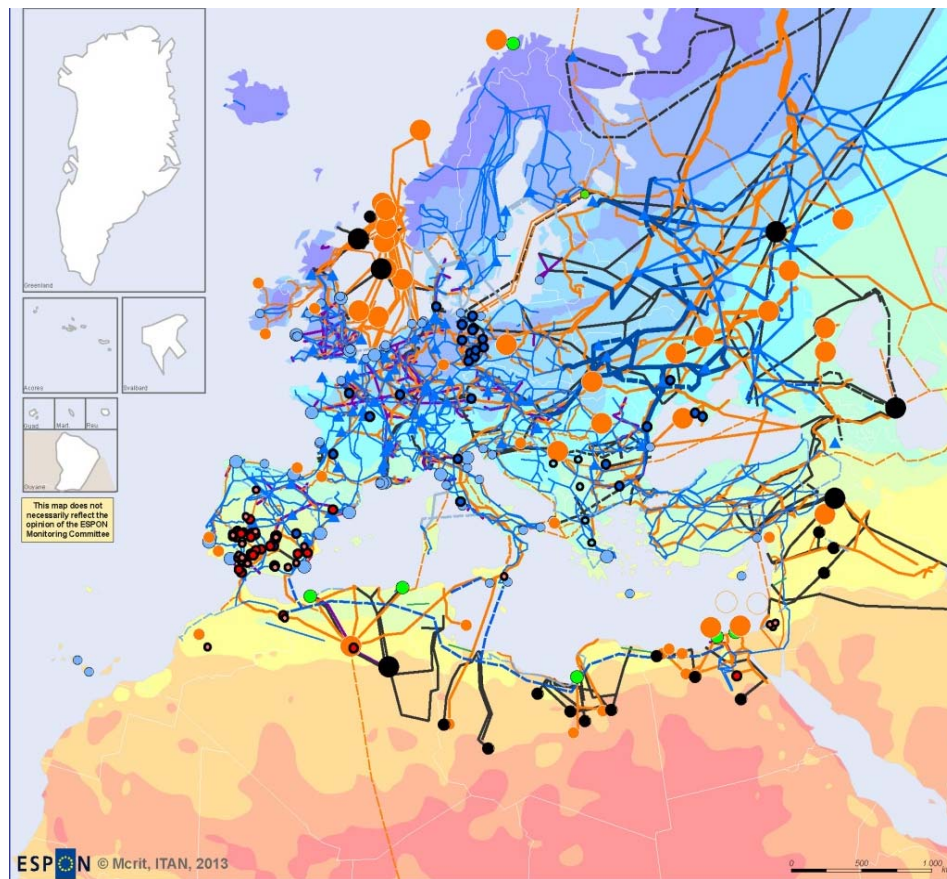 Greenland
Acores
Svalbard
Guad
Mart
Reu
Guyane
This map does not
necessarily reflect the
opinion of the ESPON
Monitoring Committee
ESPON © Mcrit, ITAN, 2013
0 500 1 000